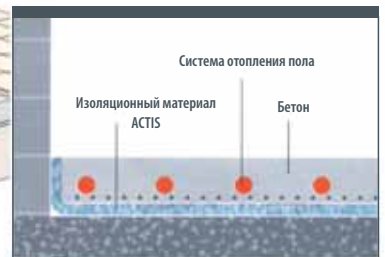 Система отопления пола
Изоляционный материал
ACTIS
Бетон